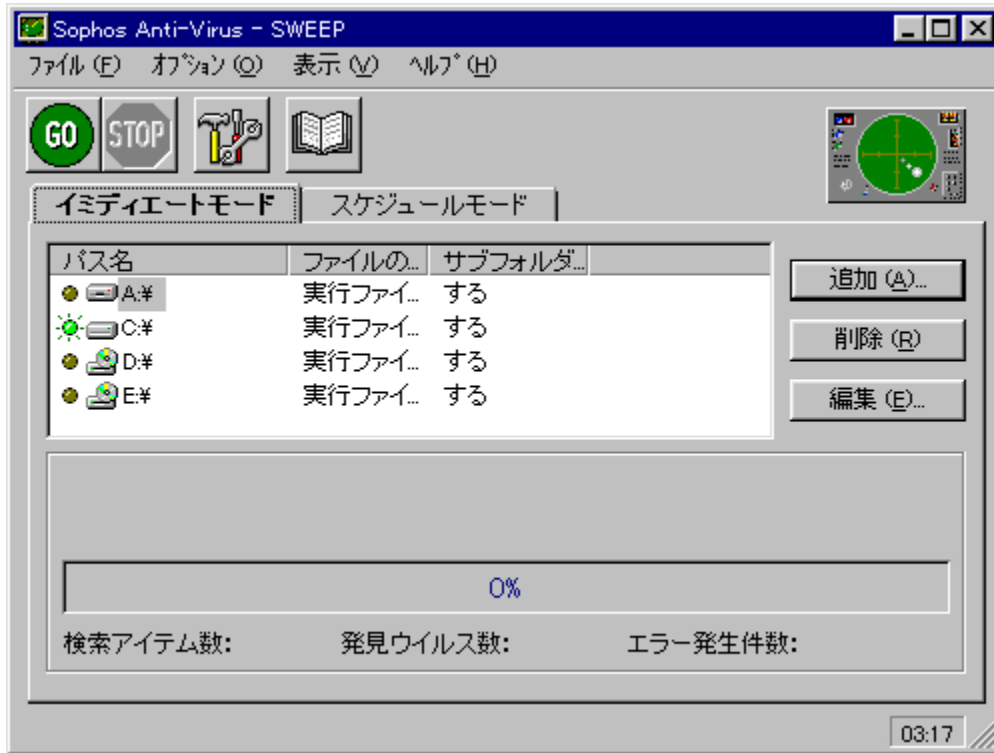 Sophos Anti-Virus - SWEEP
ﾌｧｲﾙ (F) ｵﾌﾟｼｮﾝ (O) 表示 (V) ﾍﾙﾌﾟ (H)
GO STOP
イミディエートモード スケジュールモード
パス名 ファイルの... サブフォルダ...
A:¥ 実行ファイ... する
C:¥ 実行ファイ... する
D:¥ 実行ファイ... する
E:¥ 実行ファイ... する
追加 (A)...
削除 (R)
編集 (E)...
0%
検索アイテム数: 発見ウイルス数: エラー発生件数:
03:17